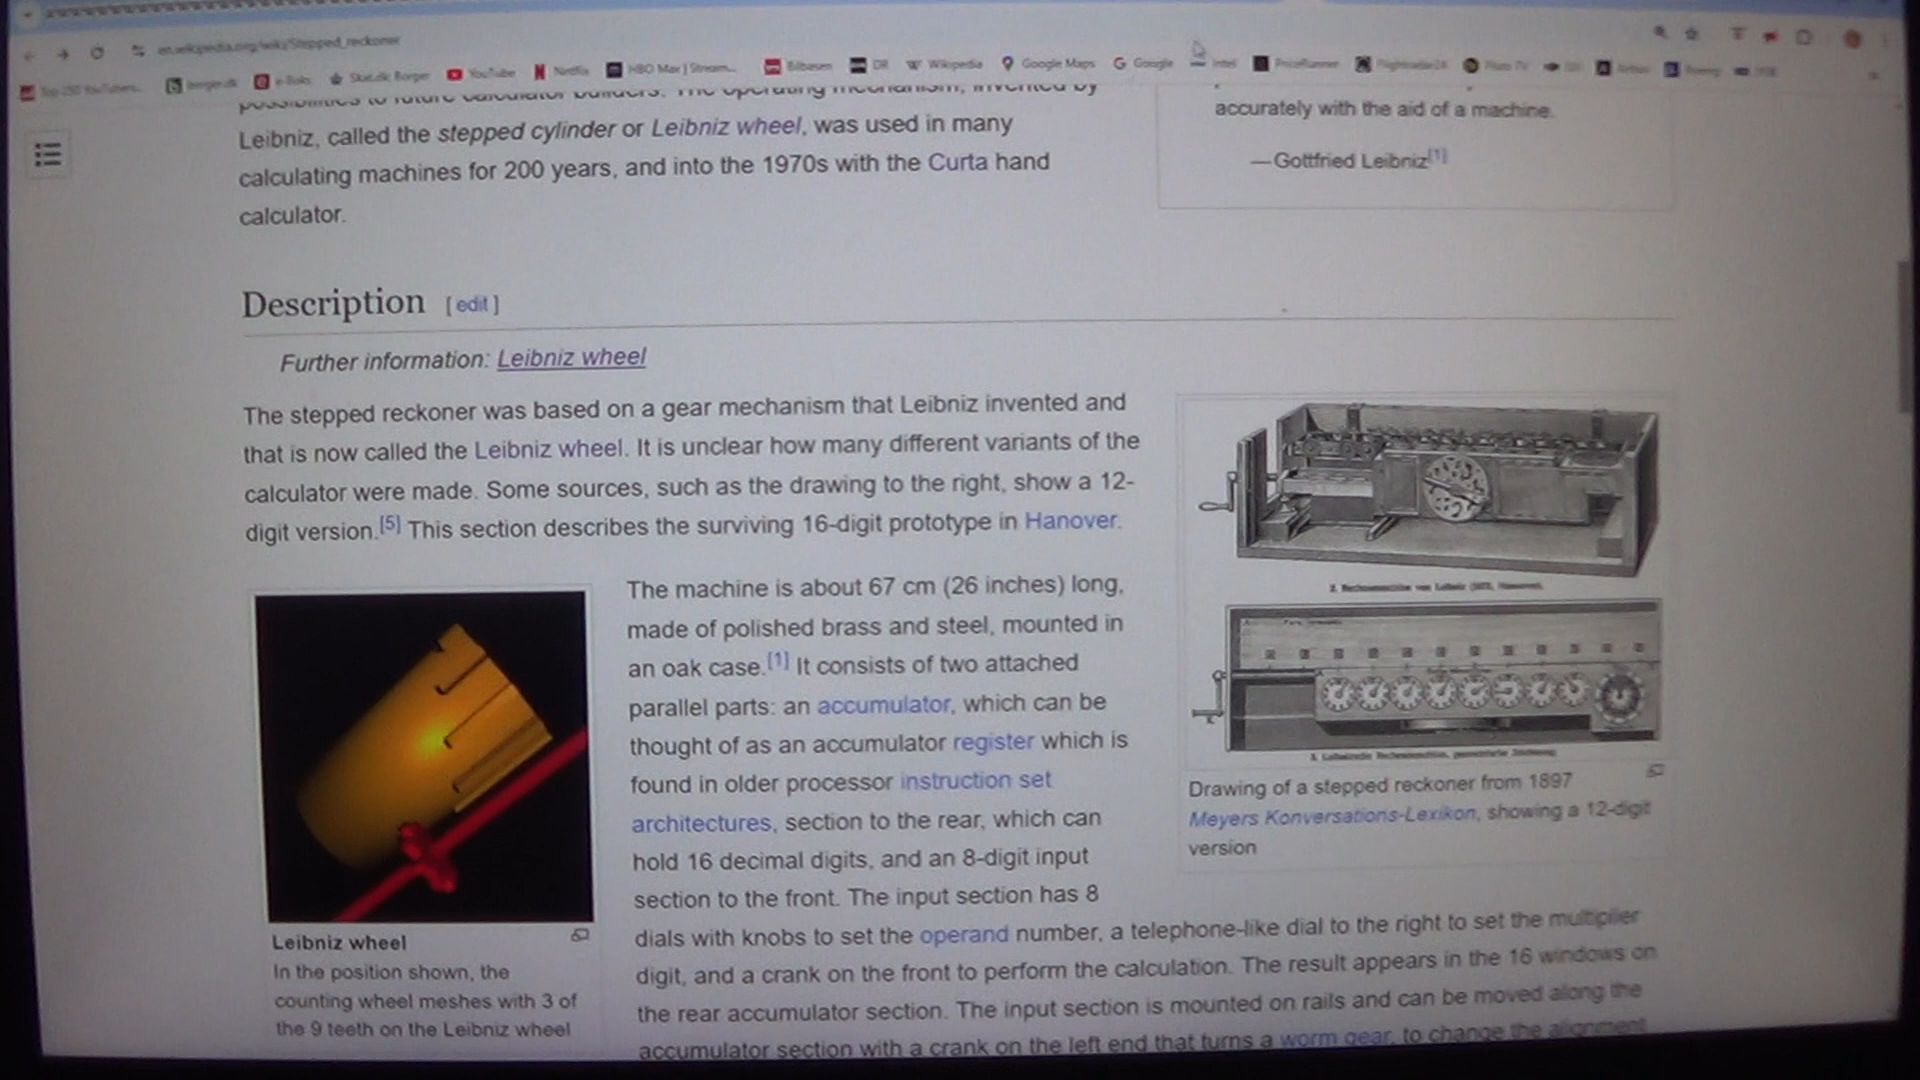 en.wikipedia.org/wiki/Stepped_reckoner
borger.dk
e-Boks
Skat.dk Borger
YouTube
Netflix
HBO Max | Stream...
Bilbasen
DR
Wikipedia
Google Maps
Google
Intel
PriceRunner
Flightradar24
possibilities to future calculator builders. The operating mechanism, invented by
Leibniz, called the stepped cylinder or Leibniz wheel, was used in many
calculating machines for 200 years, and into the 1970s with the Curta hand
calculator.
accurately with the aid of a machine.
—Gottfried Leibniz[1]
Description [ edit ]
Further information: Leibniz wheel
The stepped reckoner was based on a gear mechanism that Leibniz invented and
that is now called the Leibniz wheel. It is unclear how many different variants of the
calculator were made. Some sources, such as the drawing to the right, show a 12-
digit version.[5] This section describes the surviving 16-digit prototype in Hanover.
Drawing of a stepped reckoner from 1897
Meyers Konversations-Lexikon, showing a 12-digit
version
Leibniz wheel
In the position shown, the
counting wheel meshes with 3 of
the 9 teeth on the Leibniz wheel
The machine is about 67 cm (26 inches) long,
made of polished brass and steel, mounted in
an oak case.[1] It consists of two attached
parallel parts: an accumulator, which can be
thought of as an accumulator register which is
found in older processor instruction set
architectures, section to the rear, which can
hold 16 decimal digits, and an 8-digit input
section to the front. The input section has 8
dials with knobs to set the operand number, a telephone-like dial to the right to set the multiplier
digit, and a crank on the front to perform the calculation. The result appears in the 16 windows on
the rear accumulator section. The input section is mounted on rails and can be moved along the
accumulator section with a crank on the left end that turns a worm gear, to change the alignment